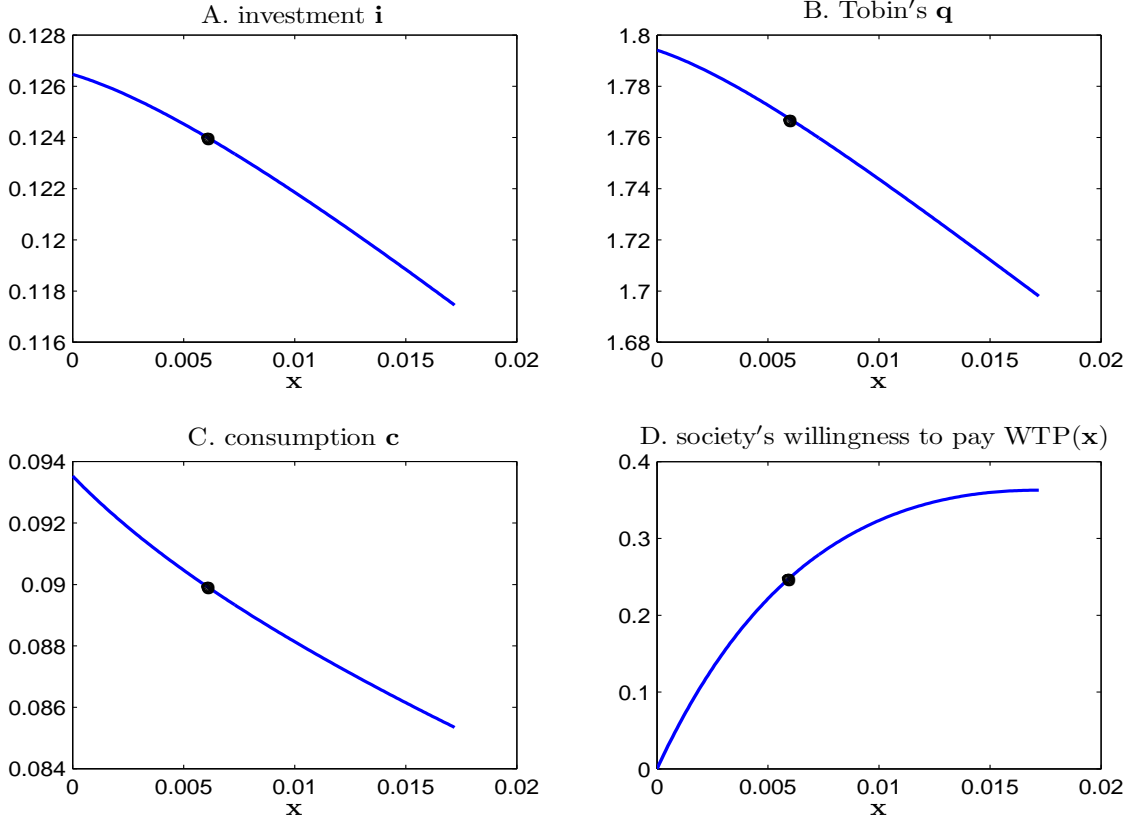 A. investment i
0.128
0.126
0.124
0.122
0.12
0.118
0.116
0 0.005 0.01 0.015 0.02
x
B. Tobin′s q
1.8
1.78
1.76
1.74
1.72
1.7
1.68
0 0.005 0.01 0.015 0.02
x
C. consumption c
0.094
0.092
0.09
0.088
0.086
0.084
0 0.005 0.01 0.015 0.02
x
D. society′s willingness to pay WTP(x)
0.4
0.3
0.2
0.1
0
0 0.005 0.01 0.015 0.02
x